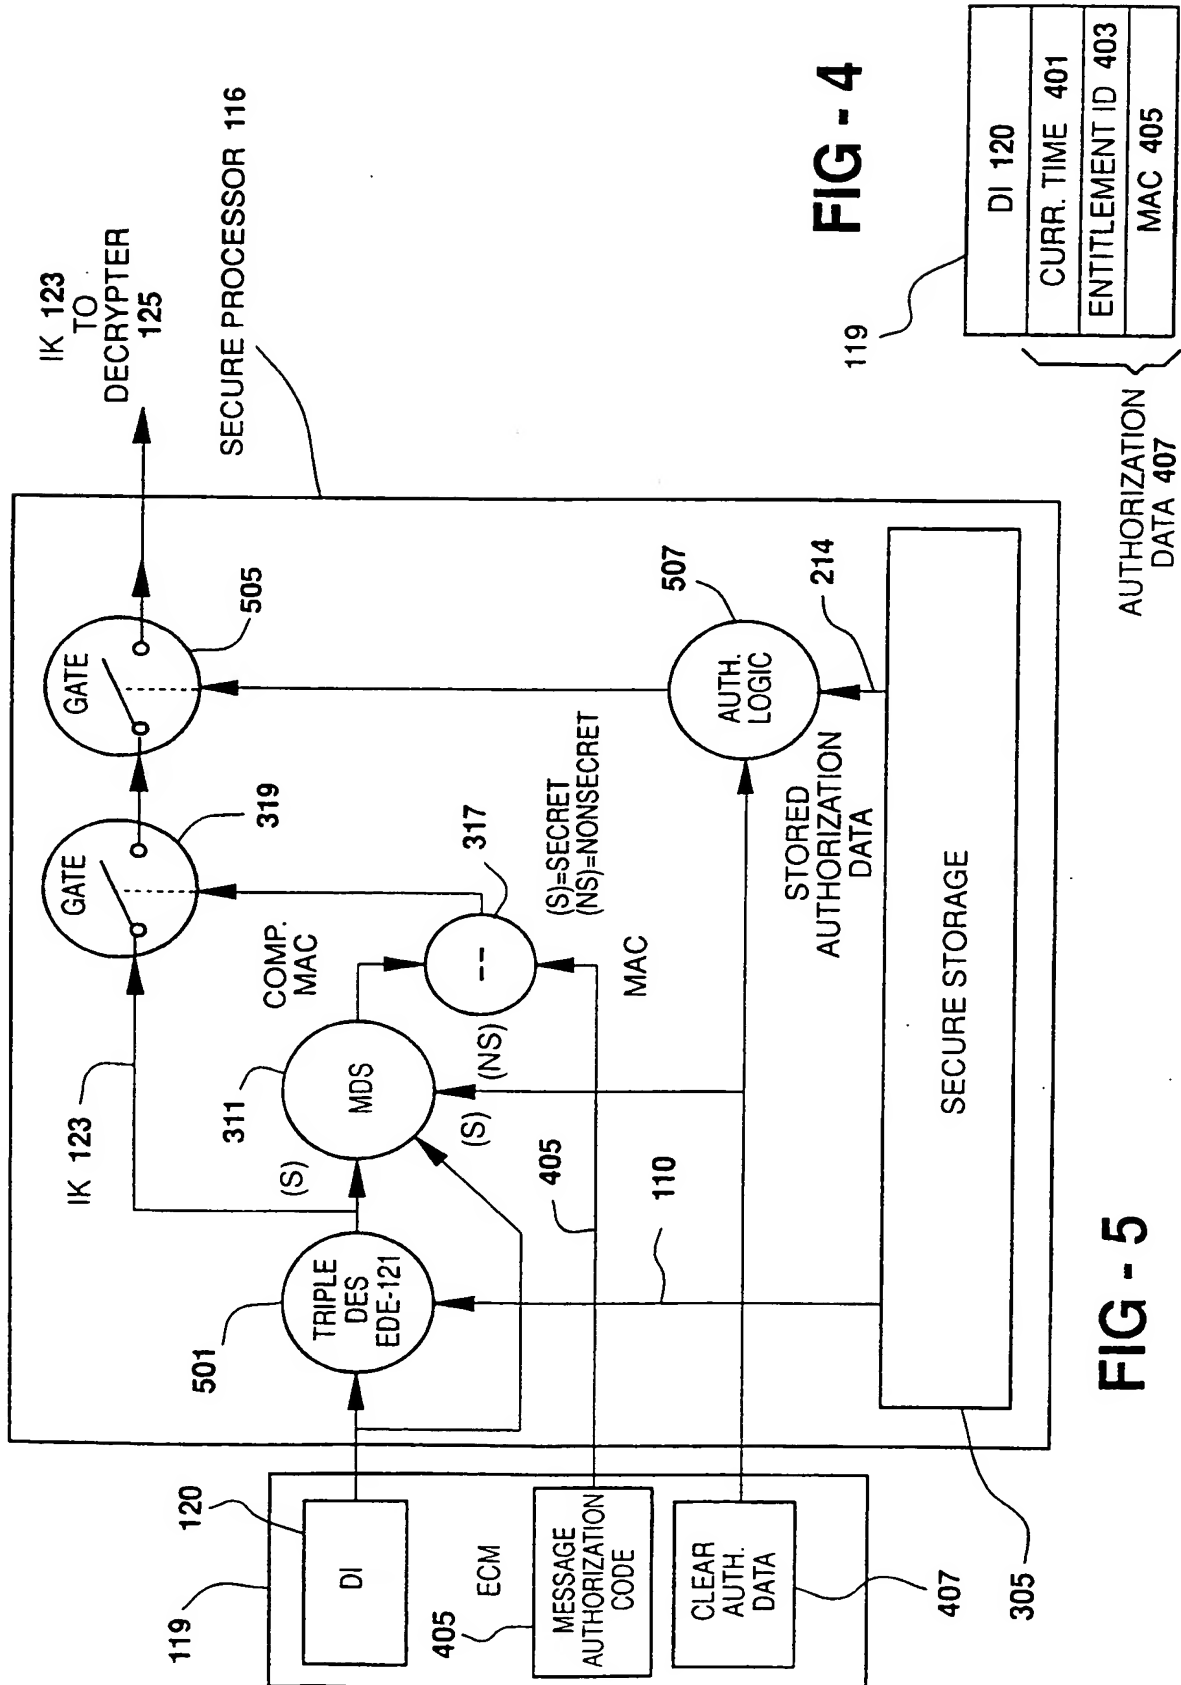 119
120
DI
ECM
405
MESSAGE
AUTHORIZATION
CODE
CLEAR
AUTH.
DATA
407
305
501
TRIPLE
DES
EDE-121
IK 123
(S)
311
MDS
(S)
(NS)
COMP.
MAC
MAC
405
110
317
--
(S)=SECRET
(NS)=NONSECRET
GATE
319
GATE
505
IK 123
TO
DECRYPTER
125
SECURE PROCESSOR 116
507
AUTH.
LOGIC
214
STORED
AUTHORIZATION
DATA
SECURE STORAGE
FIG - 5
FIG - 4
119
DI 120
CURR. TIME 401
ENTITLEMENT ID 403
MAC 405
AUTHORIZATION
DATA 407